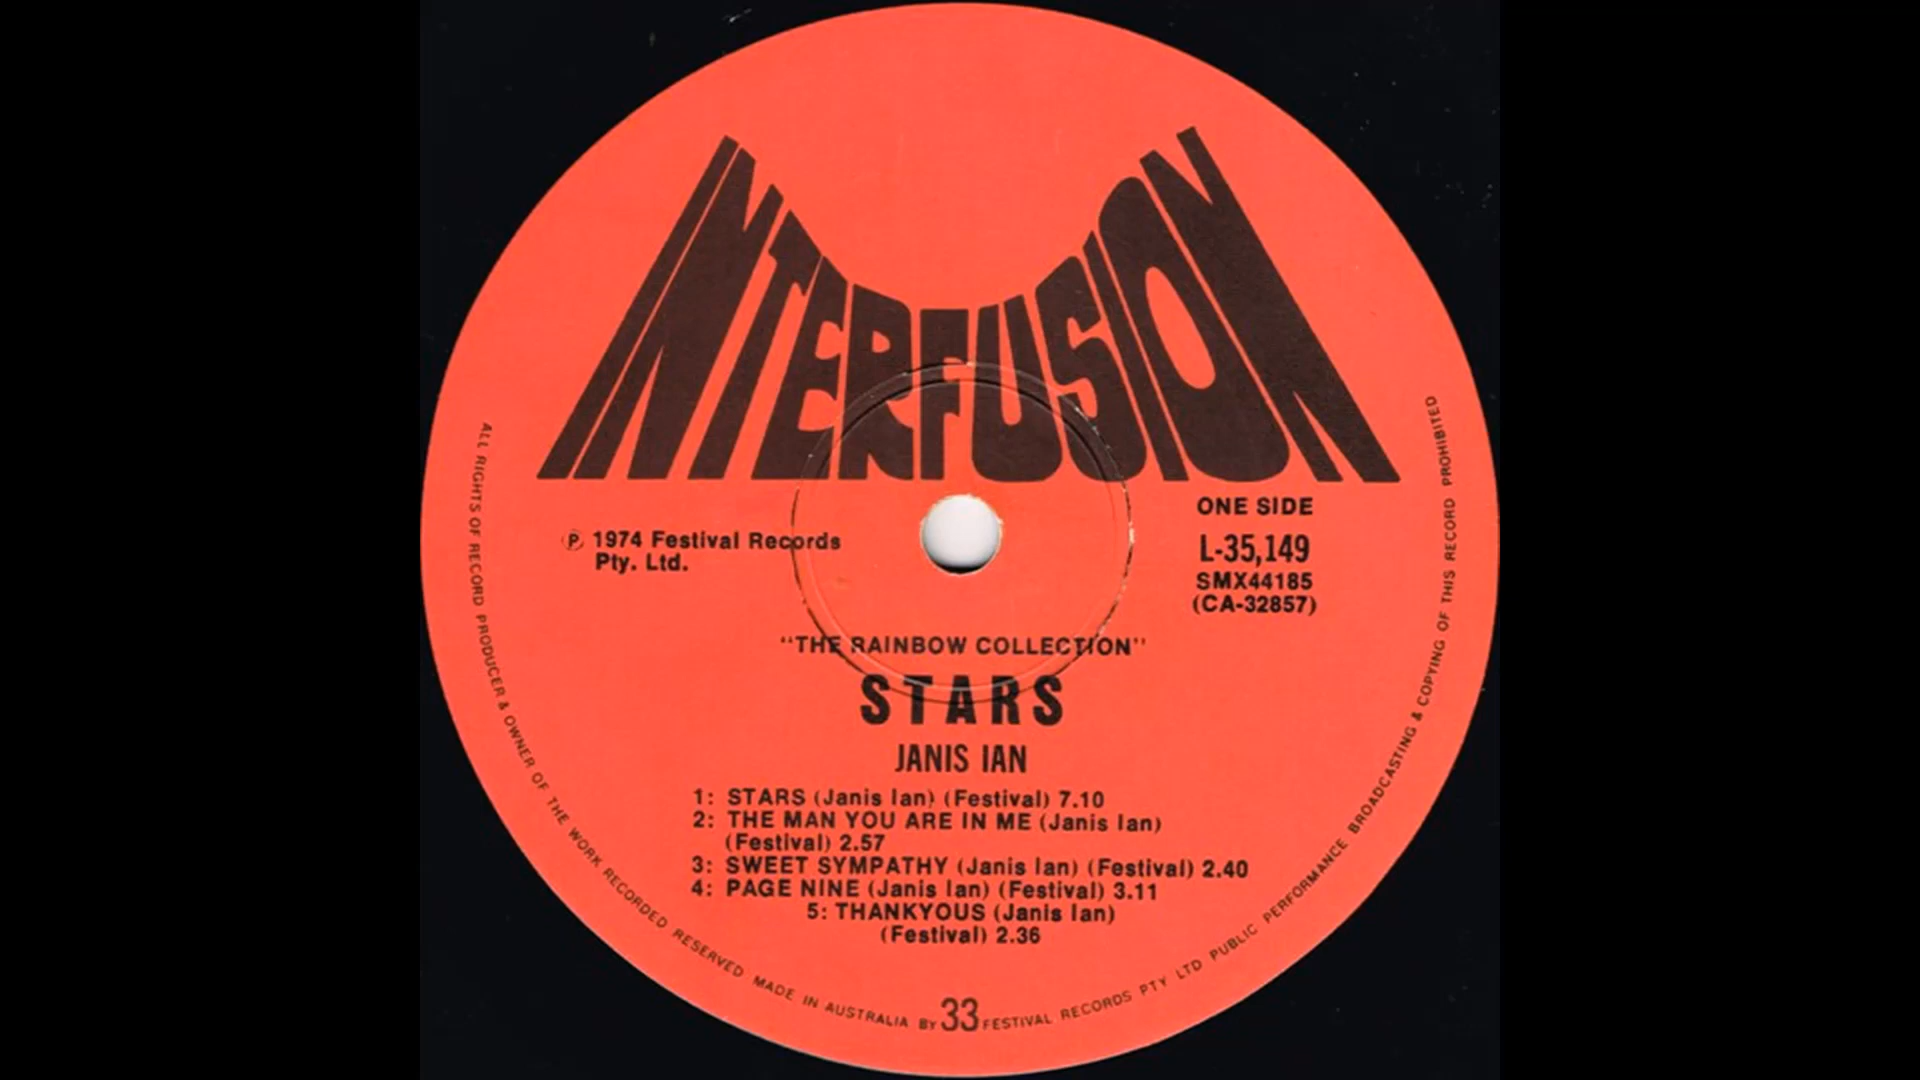 INTERFUSION
ONE SIDE
L-35,149
SMX44185
(CA-32857)
Ⓟ 1974 Festival Records
Pty. Ltd.
"THE RAINBOW COLLECTION"
STARS
JANIS IAN
1: STARS (Janis Ian) (Festival) 7.10
2: THE MAN YOU ARE IN ME (Janis Ian)
(Festival) 2.57
3: SWEET SYMPATHY (Janis Ian) (Festival) 2.40
4: PAGE NINE (Janis Ian) (Festival) 3.11
5: THANKYOUS (Janis Ian)
(Festival) 2.36
33
ALL RIGHTS OF RECORD PRODUCER & OWNER OF THE WORK RECORDED RESERVED MADE IN AUSTRALIA BY FESTIVAL RECORDS PTY LTD PUBLIC PERFORMANCE BROADCASTING & COPYING OF THIS RECORD PROHIBITED